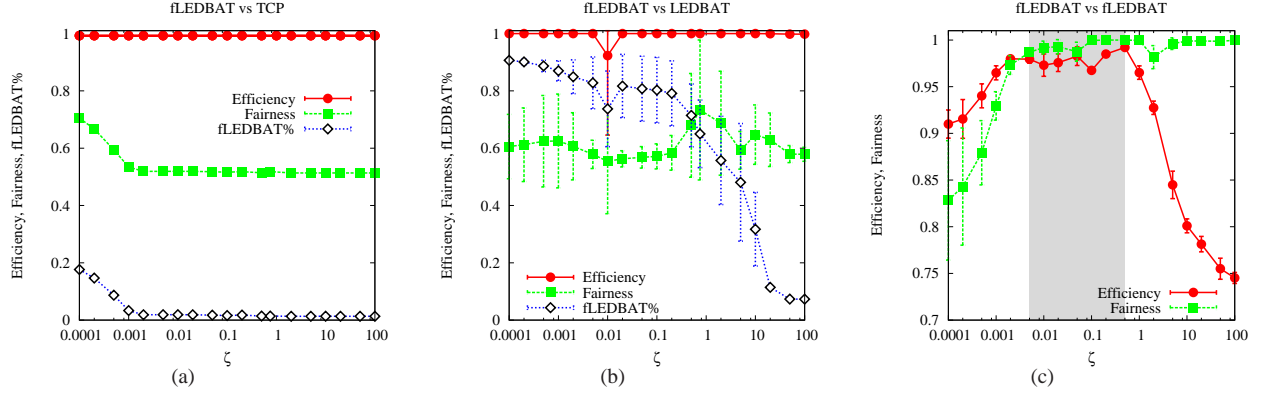 fLEDBAT vs TCP
Efficiency, Fairness, fLEDBAT%
1
0.8
0.6
0.4
0.2
0
Efficiency
Fairness
fLEDBAT%
0.0001 0.001 0.01 0.1 1 10 100
ζ
(a)
fLEDBAT vs LEDBAT
Efficiency, Fairness, fLEDBAT%
1
0.8
0.6
0.4
0.2
0
Efficiency
Fairness
fLEDBAT%
0.0001 0.001 0.01 0.1 1 10 100
ζ
(b)
fLEDBAT vs fLEDBAT
Efficiency, Fairness
1
0.95
0.9
0.85
0.8
0.75
0.7
Efficiency
Fairness
0.0001 0.001 0.01 0.1 1 10 100
ζ
(c)